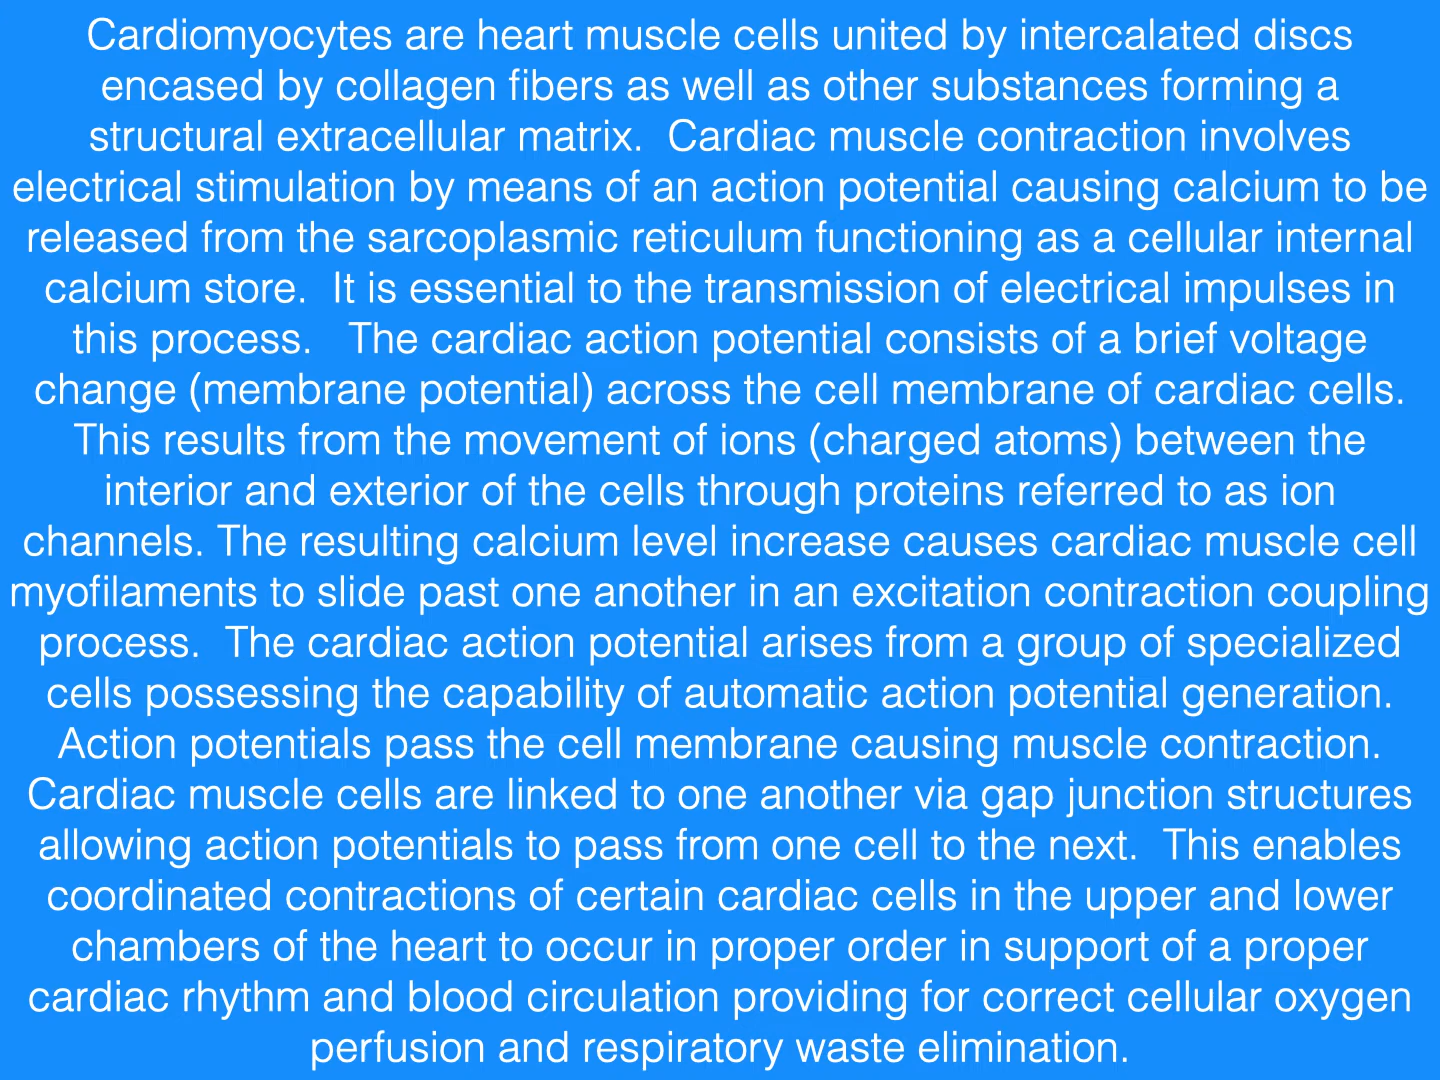 Cardiomyocytes are heart muscle cells united by intercalated discs
encased by collagen fibers as well as other substances forming a
structural extracellular matrix.  Cardiac muscle contraction involves
electrical stimulation by means of an action potential causing calcium to be
released from the sarcoplasmic reticulum functioning as a cellular internal
calcium store.  It is essential to the transmission of electrical impulses in
this process.   The cardiac action potential consists of a brief voltage
change (membrane potential) across the cell membrane of cardiac cells.
This results from the movement of ions (charged atoms) between the
interior and exterior of the cells through proteins referred to as ion
channels. The resulting calcium level increase causes cardiac muscle cell
myofilaments to slide past one another in an excitation contraction coupling
process.  The cardiac action potential arises from a group of specialized
cells possessing the capability of automatic action potential generation.
Action potentials pass the cell membrane causing muscle contraction.
Cardiac muscle cells are linked to one another via gap junction structures
allowing action potentials to pass from one cell to the next.  This enables
coordinated contractions of certain cardiac cells in the upper and lower
chambers of the heart to occur in proper order in support of a proper
cardiac rhythm and blood circulation providing for correct cellular oxygen
perfusion and respiratory waste elimination.